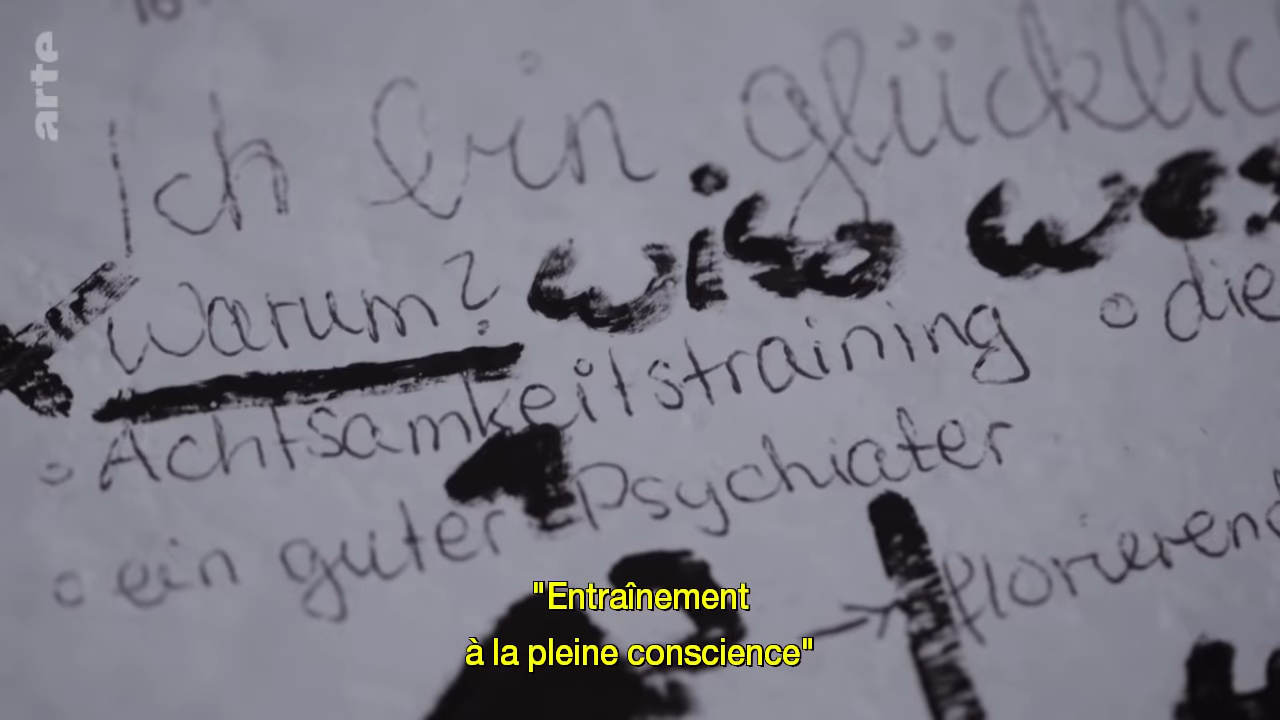 arte
Ich bin glücklic
Warum?
Achtsamkeitstraining
die
ein guter Psychiater
florierend
"Entraînement
à la pleine conscience"